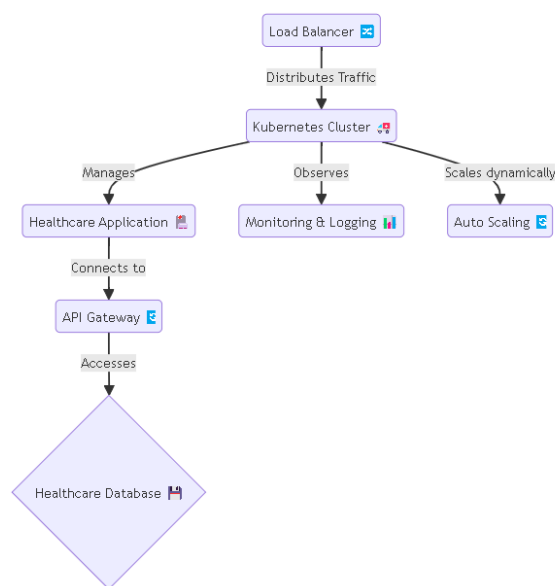 Load Balancer 🔀
Distributes Traffic
Kubernetes Cluster 🚑
Manages
Observes
Scales dynamically
Healthcare Application 🏥
Monitoring & Logging 📊
Auto Scaling 🔄
Connects to
API Gateway 🔄
Accesses
Healthcare Database 💾